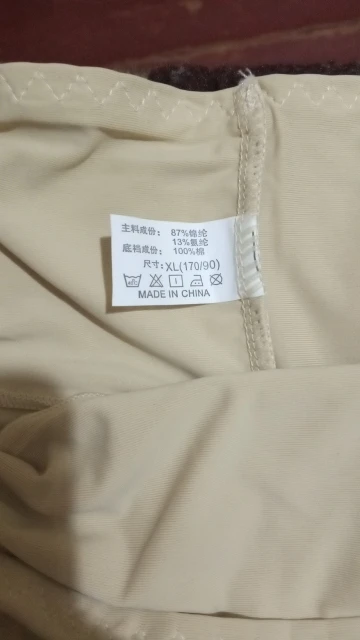 主料成份: 87%锦纶
13%氨纶
底裆成份: 100%棉
尺寸: XL(170/90)
MADE IN CHINA